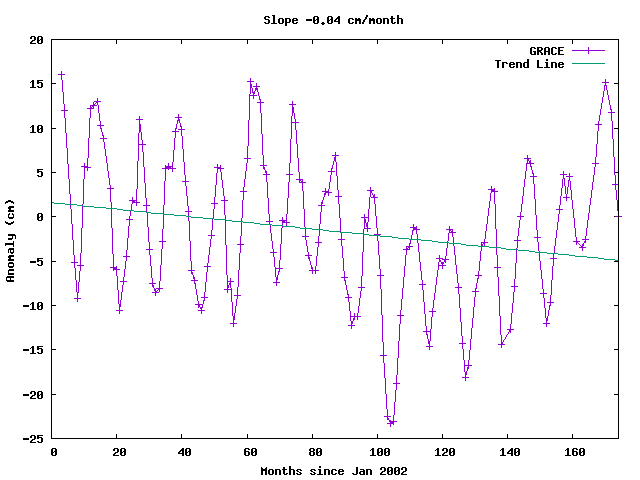 Slope -0.04 cm/month
GRACE
Trend Line
20
15
10
5
0
-5
-10
-15
-20
-25
Anomaly (cm)
0 20 40 60 80 100 120 140 160
Months since Jan 2002